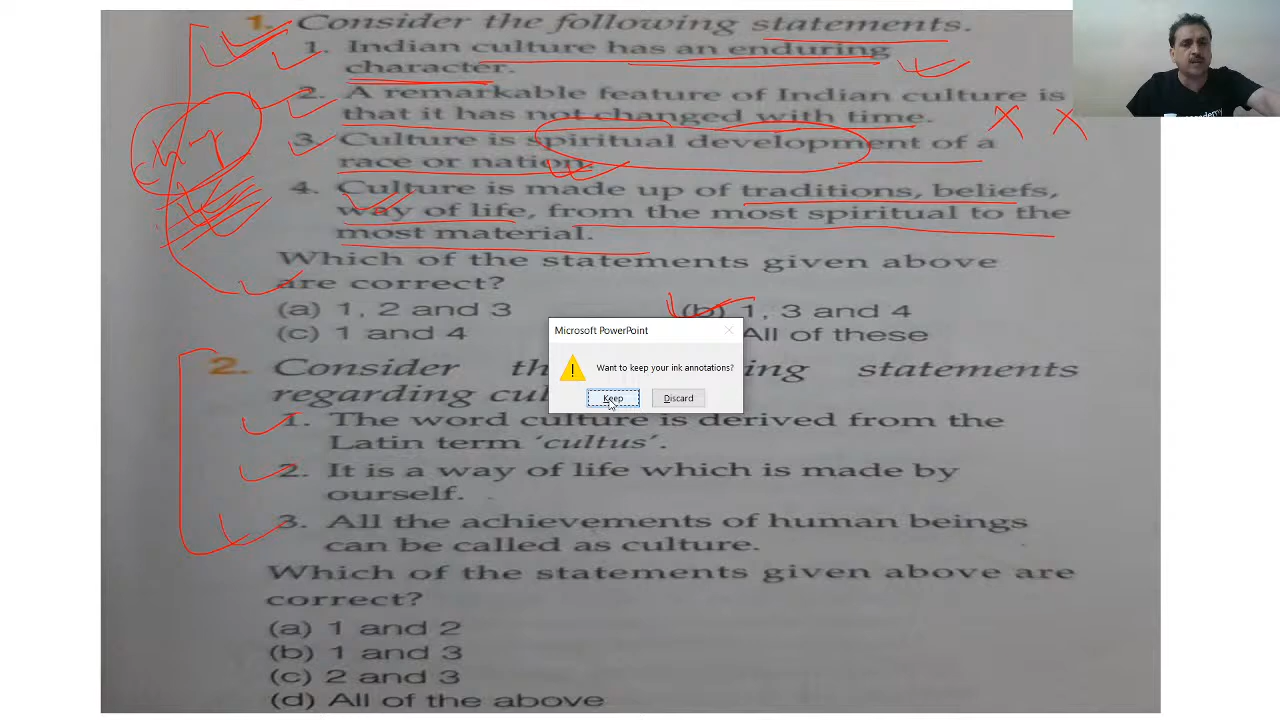 1. Consider the following statements.
1. Indian culture has an enduring
character.
2. A remarkable feature of Indian culture is
that it has not changed with time.
3. Culture is spiritual development of a
race or nation.
4. Culture is made up of traditions, beliefs,
way of life, from the most spiritual to the
most material.
Which of the statements given above
are correct?
(a) 1, 2 and 3
(b) 1, 3 and 4
(c) 1 and 4
All of these
Microsoft PowerPoint
Want to keep your ink annotations?
Keep
Discard
2. Consider th ing statements
regarding cul
1. The word culture is derived from the
Latin term ‘cultus’.
2. It is a way of life which is made by
ourself.
3. All the achievements of human beings
can be called as culture.
Which of the statements given above are
correct?
(a) 1 and 2
(b) 1 and 3
(c) 2 and 3
(d) All of the above